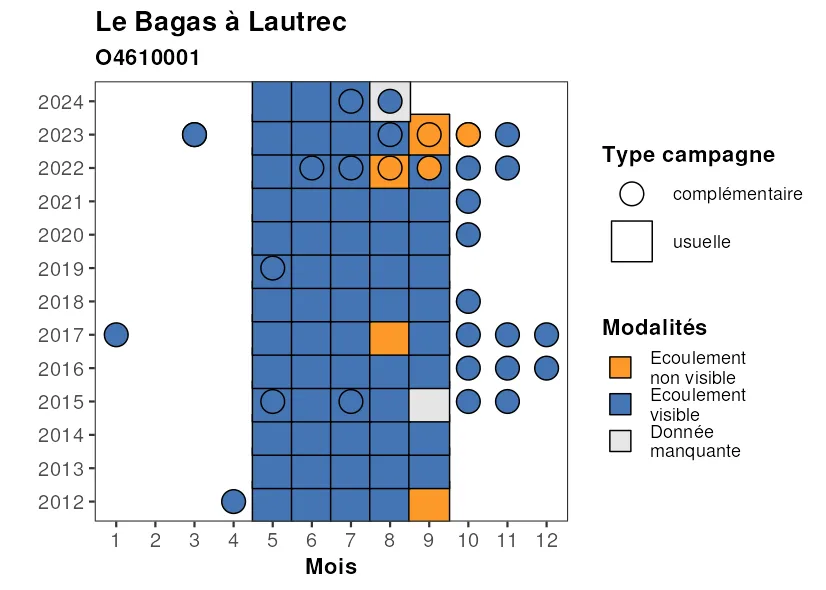 Le Bagas à Lautrec
O4610001
2024
2023
2022
2021
2020
2019
2018
2017
2016
2015
2014
2013
2012
1 2 3 4 5 6 7 8 9 10 11 12
Mois
Type campagne
complémentaire
usuelle
Modalités
Ecoulement
non visible
Ecoulement
visible
Donnée
manquante